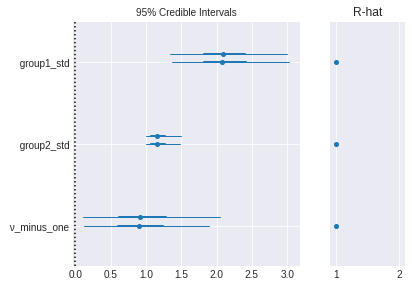 95% Credible Intervals
R-hat
group1_std
group2_std
ν_minus_one
0.0 0.5 1.0 1.5 2.0 2.5 3.0
1 2